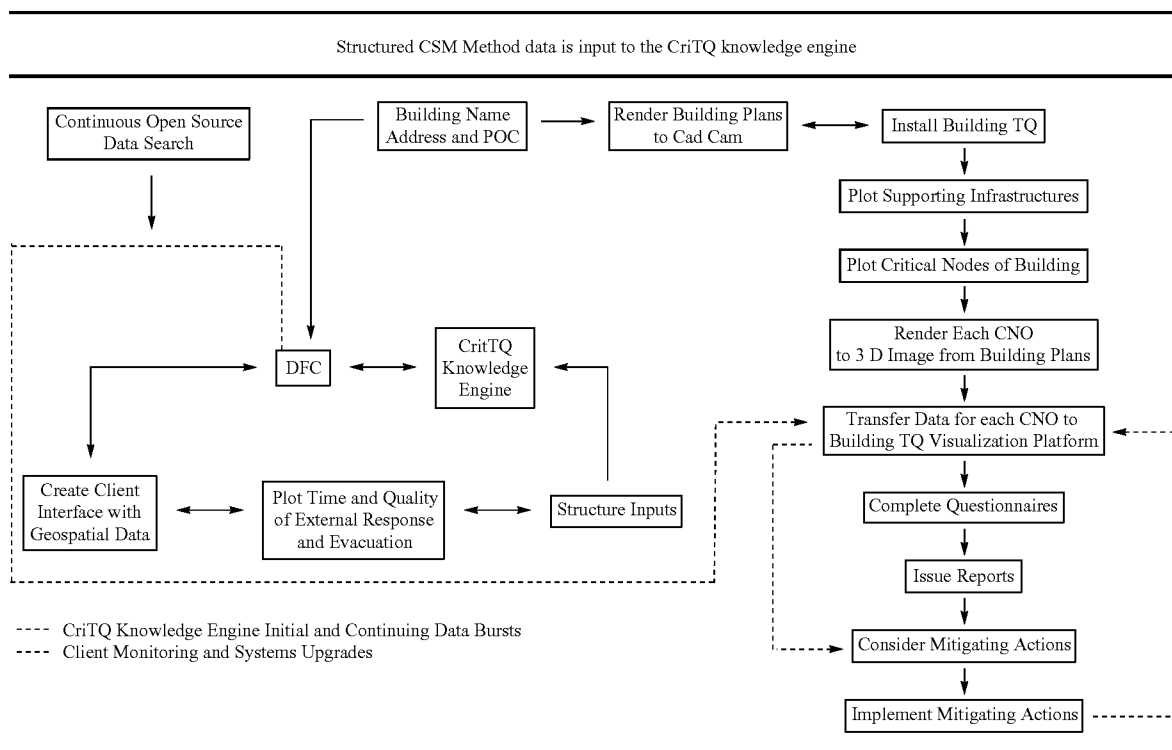 Structured CSM Method data is input to the CriTQ knowledge engine
Continuous Open Source
Data Search
Building Name
Address and POC
Render Building Plans
to Cad Cam
Install Building TQ
Plot Supporting Infrastructures
Plot Critical Nodes of Building
Render Each CNO
to 3 D Image from Building Plans
DFC
CritTQ
Knowledge
Engine
Transfer Data for each CNO to
Building TQ Visualization Platform
Create Client
Interface with
Geospatial Data
Plot Time and Quality
of External Response
and Evacuation
Structure Inputs
Complete Questionnaires
Issue Reports
CriTQ Knowledge Engine Initial and Continuing Data Bursts
Client Monitoring and Systems Upgrades
Consider Mitigating Actions
Implement Mitigating Actions